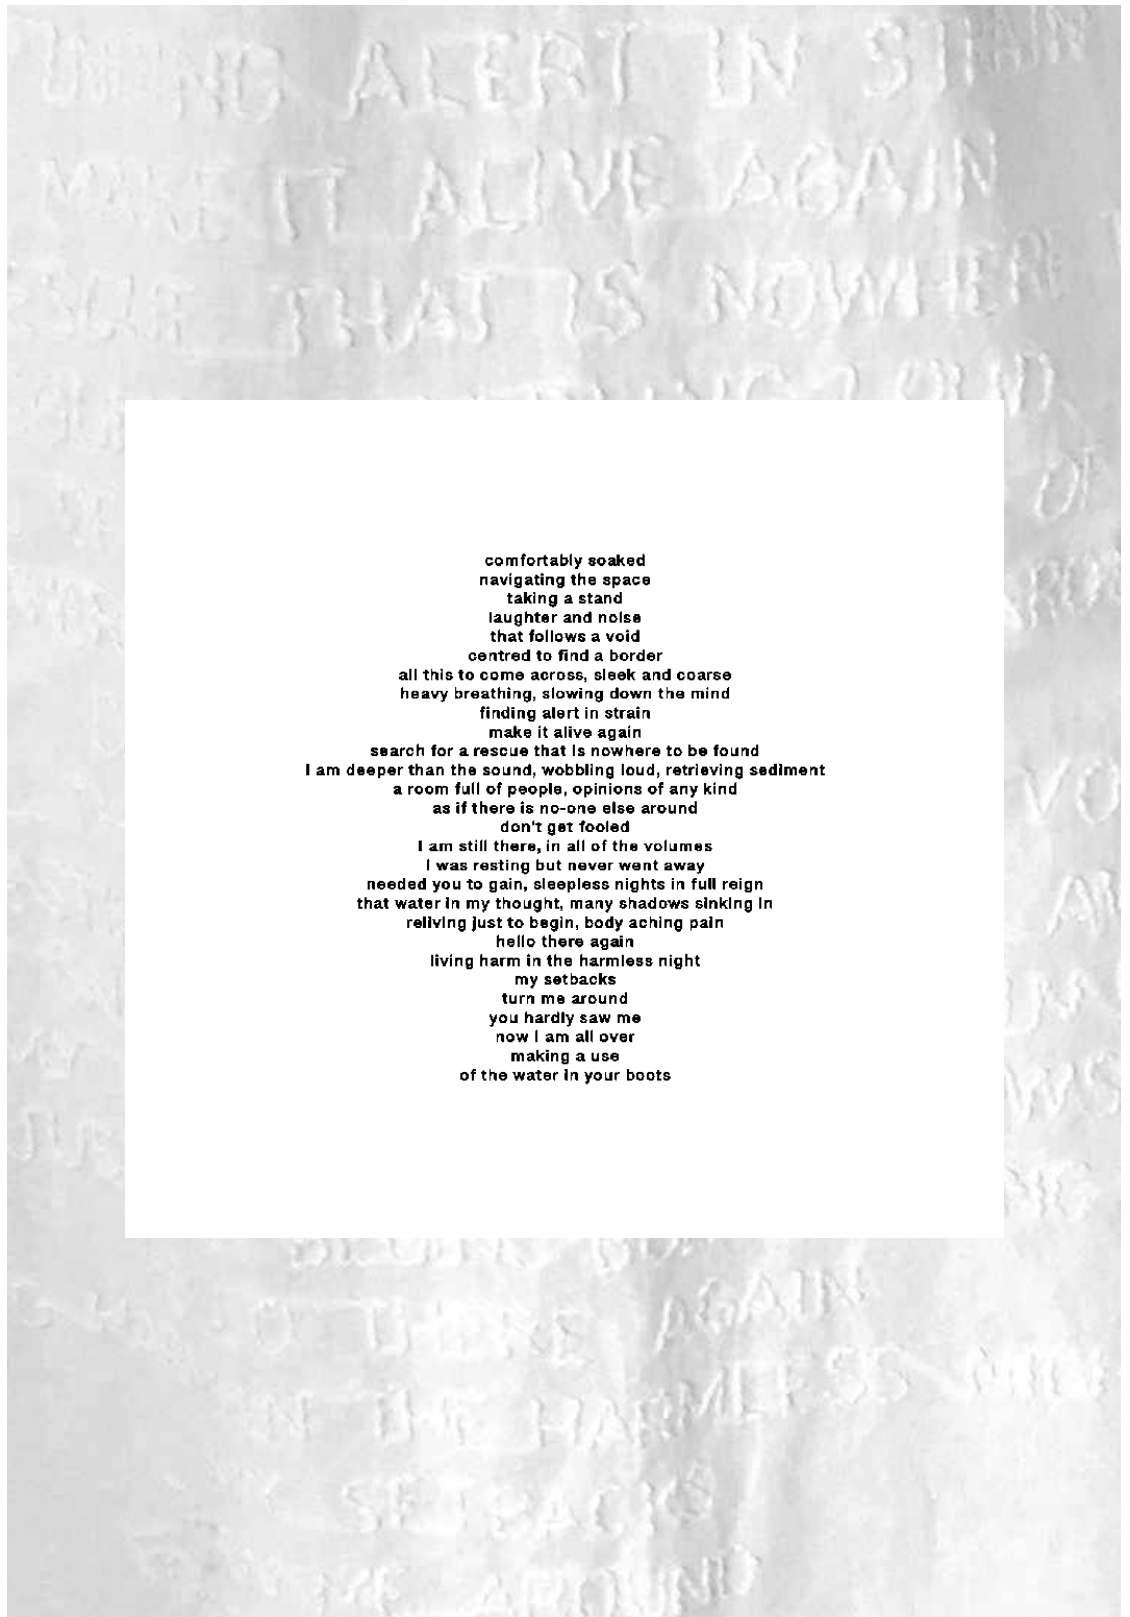 ALERT IN
MAKE IT ALIVE AGAIN
THAT IS NOWHERE
OF
comfortably soaked
navigating the space
taking a stand
laughter and noise
that follows a void
centred to find a border
all this to come across, sleek and coarse
heavy breathing, slowing down the mind
finding alert in strain
make it alive again
search for a rescue that is nowhere to be found
I am deeper than the sound, wobbling loud, retrieving sediment
a room full of people, opinions of any kind
as if there is no-one else around
don't get fooled
I am still there, in all of the volumes
I was resting but never went away
needed you to gain, sleepless nights in full reign
that water in my thought, many shadows sinking in
reliving just to begin, body aching pain
hello there again
living harm in the harmless night
my setbacks
turn me around
you hardly saw me
now I am all over
making a use
of the water in your boots
THERE AGAIN
THE HARMLESS
SETBACKS
ME AROUND